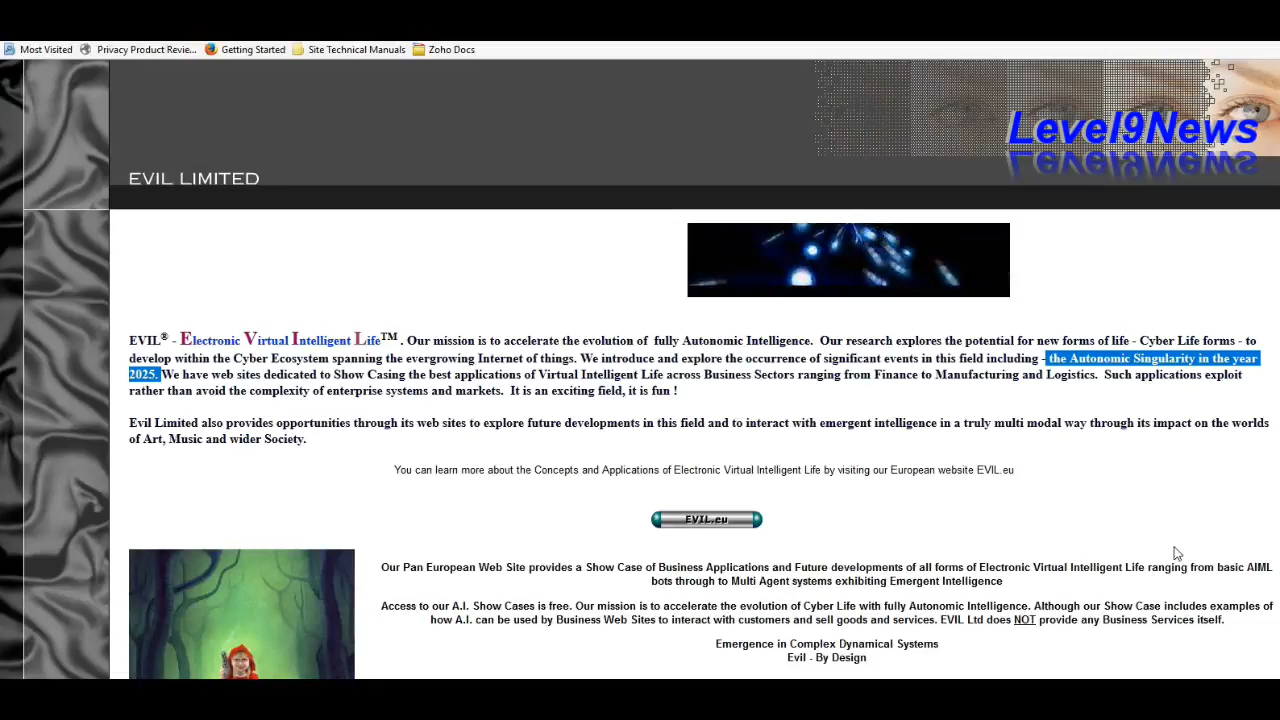 Most Visited Privacy Product Revie... Getting Started Site Technical Manuals Zoho Docs
Level9News
EVIL LIMITED
EVIL® - Electronic Virtual Intelligent Life™ . Our mission is to accelerate the evolution of fully Autonomic Intelligence. Our research explores the potential for new forms of life - Cyber Life forms - to
develop within the Cyber Ecosystem spanning the evergrowing Internet of things. We introduce and explore the occurrence of significant events in this field including - the Autonomic Singularity in the year
2025. We have web sites dedicated to Show Casing the best applications of Virtual Intelligent Life across Business Sectors ranging from Finance to Manufacturing and Logistics. Such applications exploit
rather than avoid the complexity of enterprise systems and markets. It is an exciting field, it is fun !
Evil Limited also provides opportunities through its web sites to explore future developments in this field and to interact with emergent intelligence in a truly multi modal way through its impact on the worlds
of Art, Music and wider Society.
You can learn more about the Concepts and Applications of Electronic Virtual Intelligent Life by visiting our European website EVIL.eu
EVIL.eu
Our Pan European Web Site provides a Show Case of Business Applications and Future developments of all forms of Electronic Virtual Intelligent Life ranging from basic AIML
bots through to Multi Agent systems exhibiting Emergent Intelligence
Access to our A.I. Show Cases is free. Our mission is to accelerate the evolution of Cyber Life with fully Autonomic Intelligence. Although our Show Case includes examples of
how A.I. can be used by Business Web Sites to interact with customers and sell goods and services. EVIL Ltd does NOT provide any Business Services itself.
Emergence in Complex Dynamical Systems
Evil - By Design